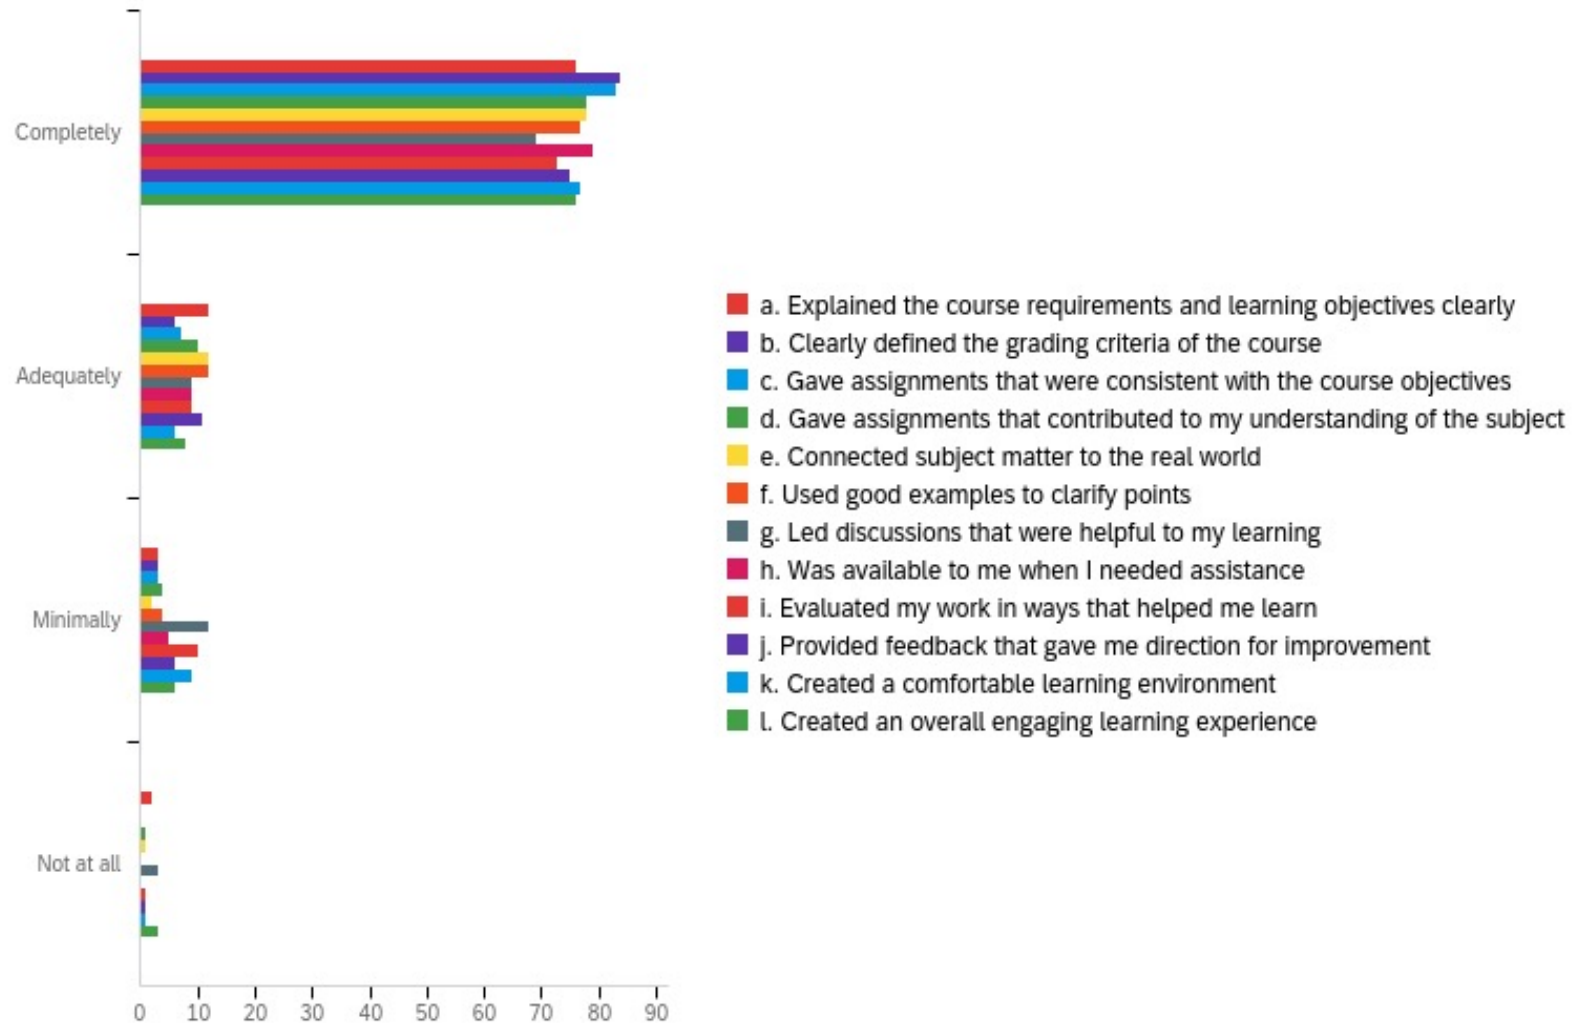 Completely
Adequately
Minimally
Not at all
0 10 20 30 40 50 60 70 80 90
a. Explained the course requirements and learning objectives clearly
b. Clearly defined the grading criteria of the course
c. Gave assignments that were consistent with the course objectives
d. Gave assignments that contributed to my understanding of the subject
e. Connected subject matter to the real world
f. Used good examples to clarify points
g. Led discussions that were helpful to my learning
h. Was available to me when I needed assistance
i. Evaluated my work in ways that helped me learn
j. Provided feedback that gave me direction for improvement
k. Created a comfortable learning environment
l. Created an overall engaging learning experience